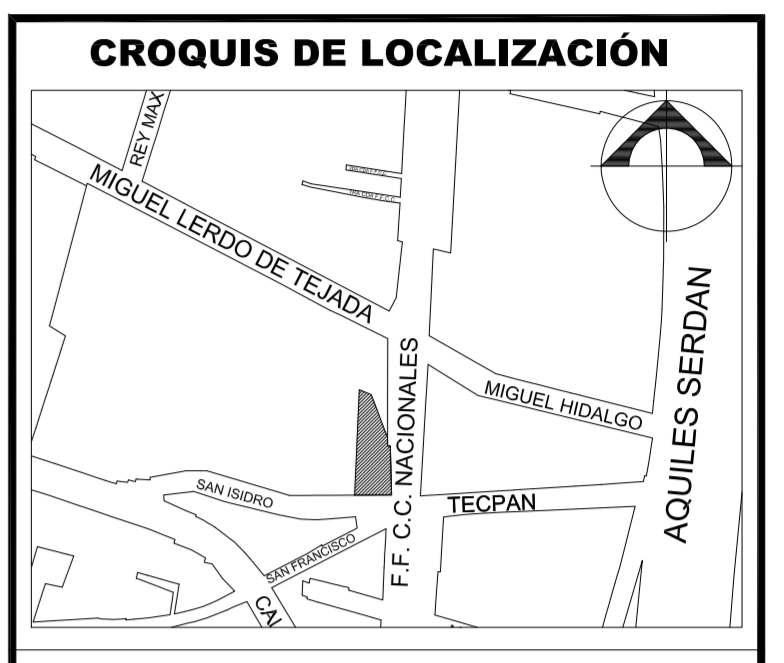 CROQUIS DE LOCALIZACIÓN
REY MAX
MIGUEL LERDO DE TEJADA
F.F. C.C. NACIONALES
MIGUEL HIDALGO
AQUILES SERDAN
SAN ISIDRO
TECPAN
SAN FRANCISCO